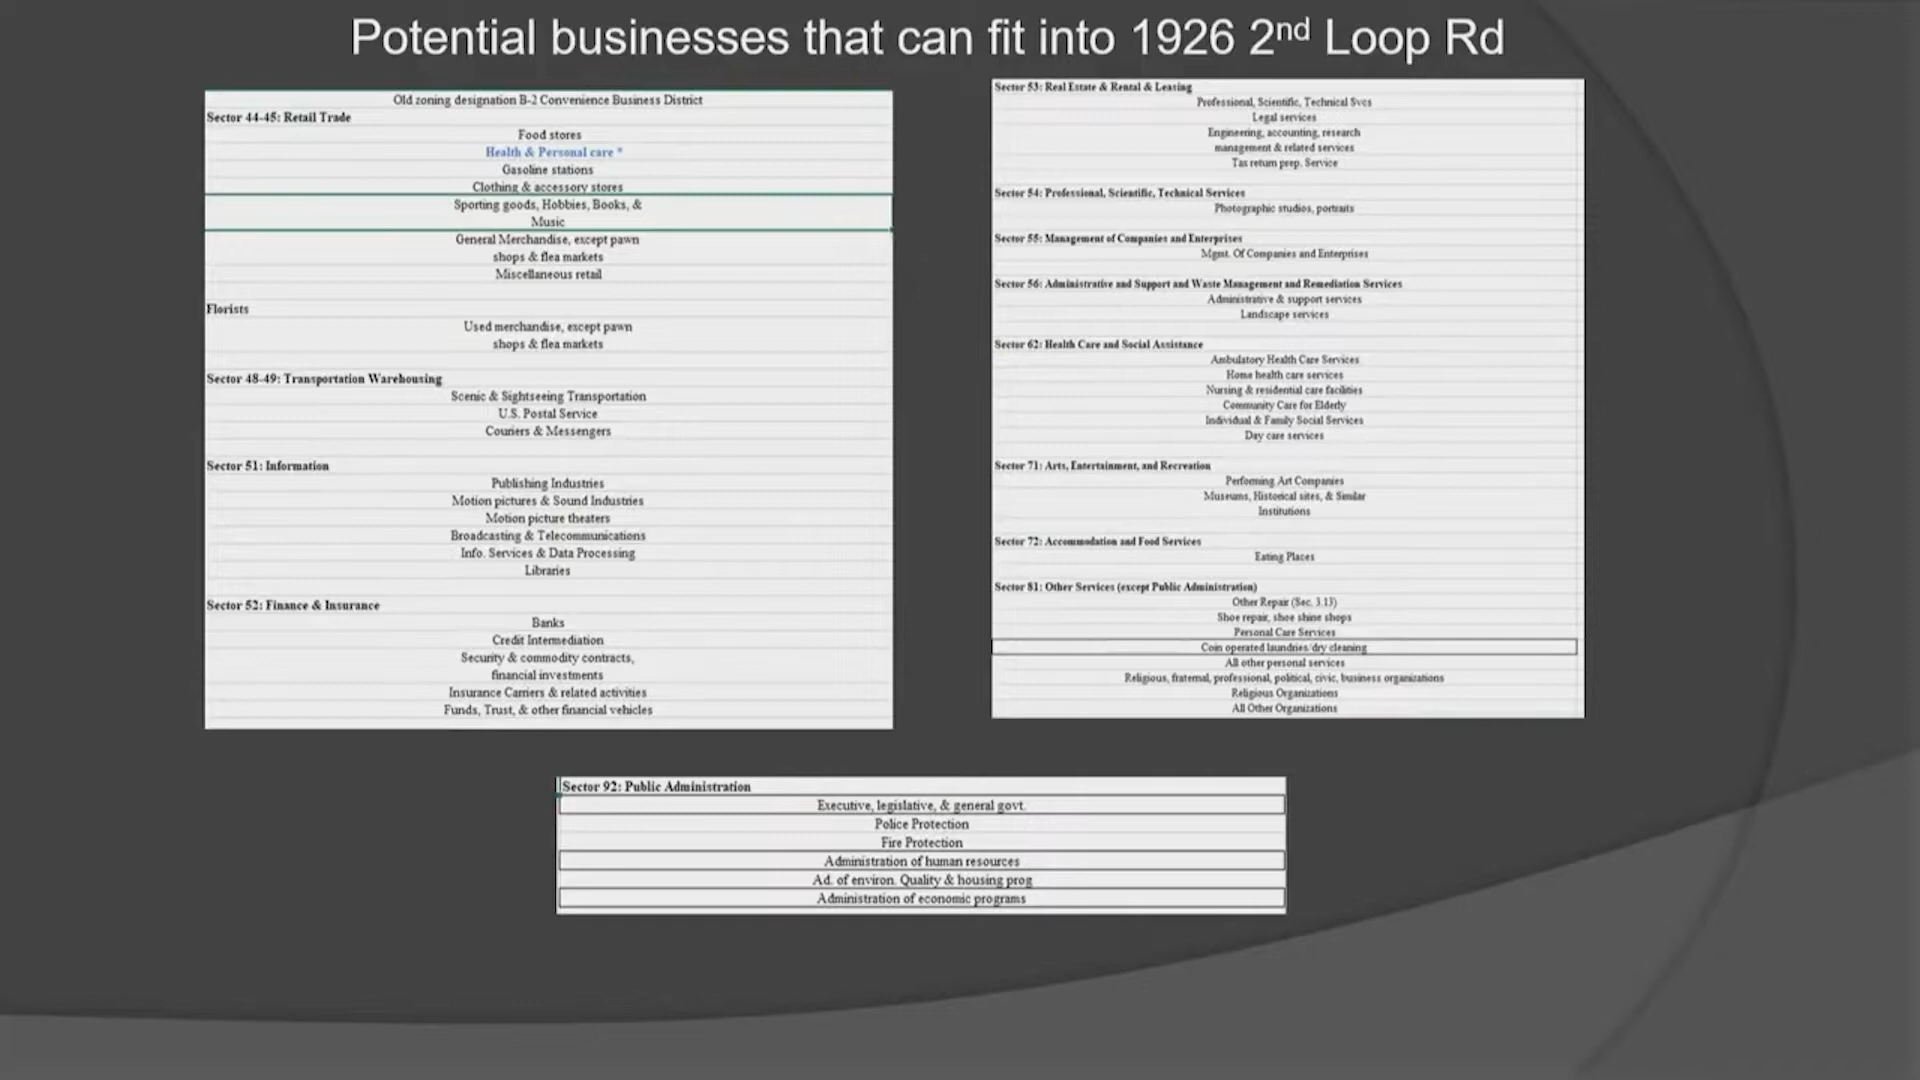 Potential businesses that can fit into 1926 2nd Loop Rd
Old zoning designation B-2 Convenience Business District
Sector 44-45: Retail Trade
Food stores
Health & Personal care *
Gasoline stations
Clothing & accessory stores
Sporting goods, Hobbies, Books, &
Music
General Merchandise, except pawn
shops & flea markets
Miscellaneous retail
Florists
Used merchandise, except pawn
shops & flea markets
Sector 48-49: Transportation Warehousing
Scenic & Sightseeing Transportation
U.S. Postal Service
Couriers & Messengers
Sector 51: Information
Publishing Industries
Motion pictures & Sound Industries
Motion picture theaters
Broadcasting & Telecommunications
Info. Services & Data Processing
Libraries
Sector 52: Finance & Insurance
Banks
Credit Intermediation
Security & commodity contracts,
financial investments
Insurance Carriers & related activities
Funds, Trust, & other financial vehicles
Sector 53: Real Estate & Rental & Leasing
Professional, Scientific, Technical Svcs
Legal services
Engineering, accounting, research
management & related services
Tax return prep. Service
Sector 54: Professional, Scientific, Technical Services
Photographic studios, portraits
Sector 55: Management of Companies and Enterprises
Mgmt. Of Companies and Enterprises
Sector 56: Administrative and Support and Waste Management and Remediation Services
Administrative & support services
Landscape services
Sector 62: Health Care and Social Assistance
Ambulatory Health Care Services
Home health care services
Nursing & residential care facilities
Community Care for Elderly
Individual & Family Social Services
Day care services
Sector 71: Arts, Entertainment, and Recreation
Performing Art Companies
Museums, Historical sites, & Similar
Institutions
Sector 72: Accommodation and Food Services
Eating Places
Sector 81: Other Services (except Public Administration)
Other Repair (Sec. 3.13)
Shoe repair, shoe shine shops
Personal Care Services
Coin operated laundries/dry cleaning
All other personal services
Religious, fraternal, professional, political, civic, business organizations
Religious Organizations
All Other Organizations
Sector 92: Public Administration
Executive, legislative, & general govt.
Police Protection
Fire Protection
Administration of human resources
Ad. of environ. Quality & housing prog
Administration of economic programs